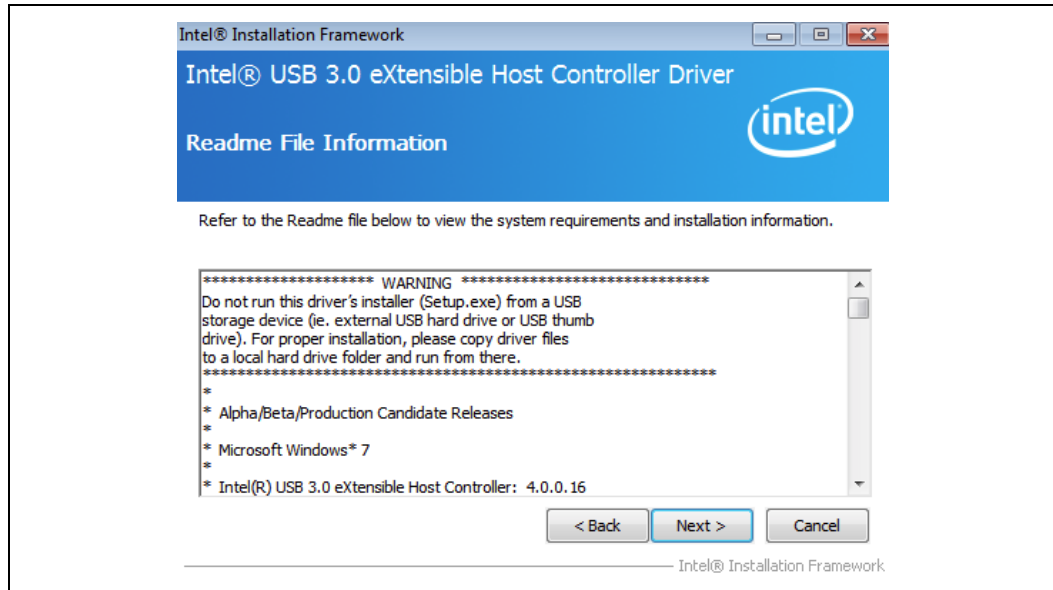 Intel® Installation Framework
Intel® USB 3.0 eXtensible Host Controller Driver
intel
Readme File Information
Refer to the Readme file below to view the system requirements and installation information.
******************** WARNING *****************************
Do not run this driver's installer (Setup.exe) from a USB
storage device (ie. external USB hard drive or USB thumb
drive). For proper installation, please copy driver files
to a local hard drive folder and run from there.
************************************************************
*
* Alpha/Beta/Production Candidate Releases
*
* Microsoft Windows* 7
*
* Intel(R) USB 3.0 eXtensible Host Controller: 4.0.0.16
< Back Next > Cancel
Intel® Installation Framework